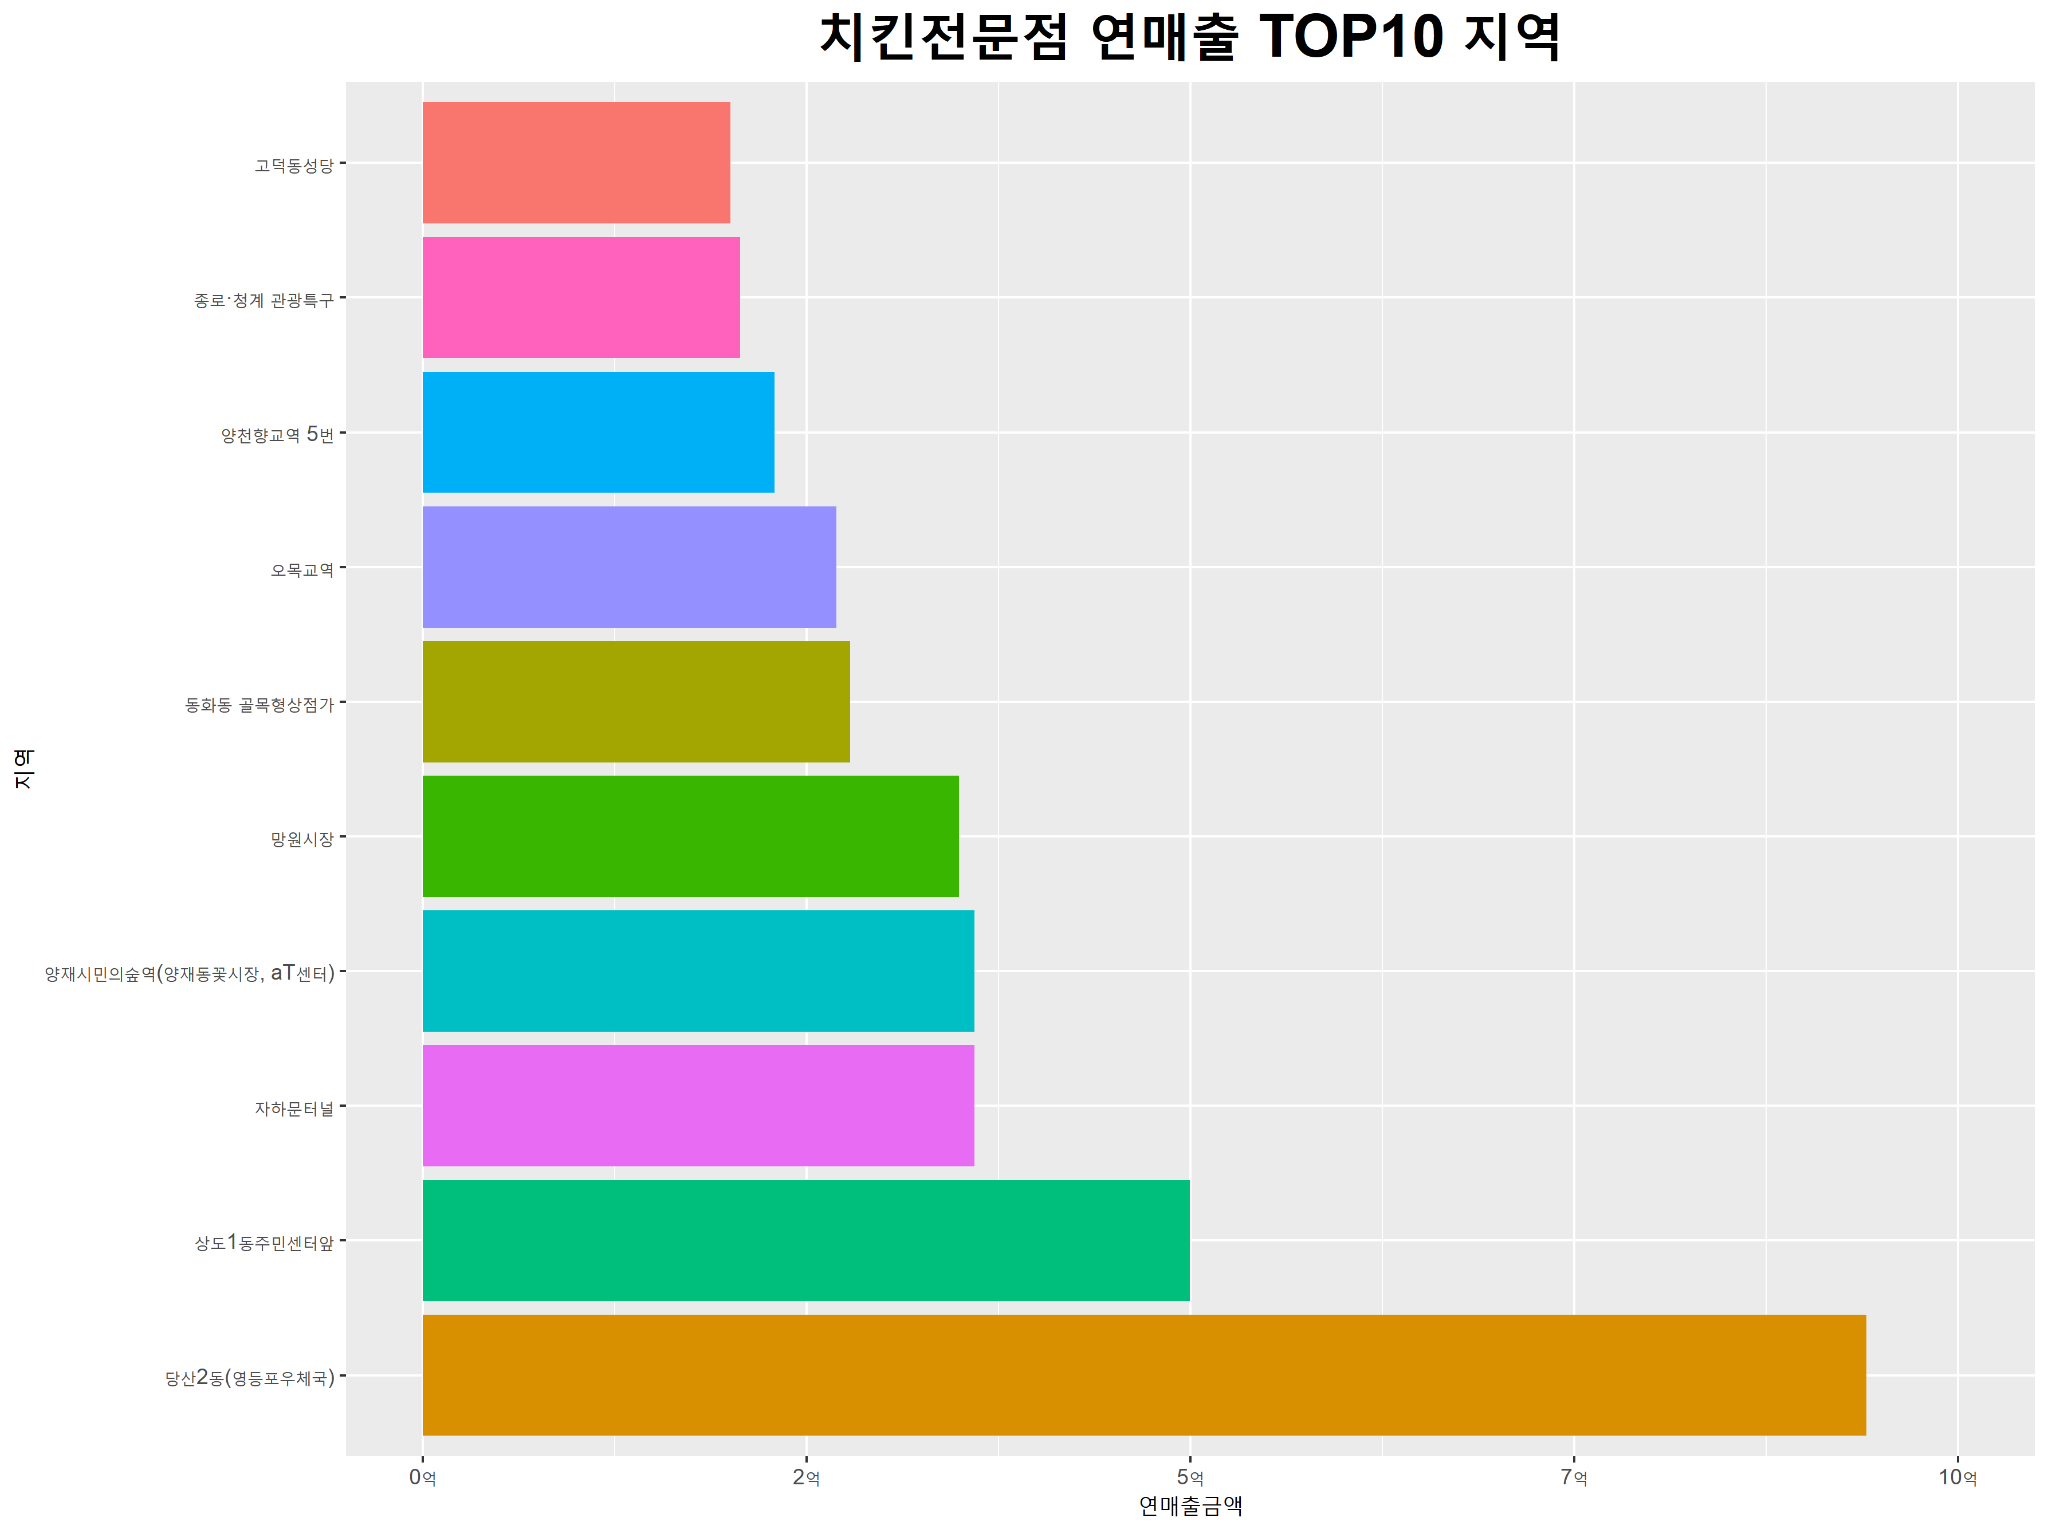 치킨전문점 연매출 TOP10 지역
고덕동성당
종로·청계 관광특구
양천향교역 5번
오목교역
동화동 골목형상점가
망원시장
양재시민의숲역(양재동꽃시장, aT센터)
자하문터널
상도1동주민센터앞
당산2동(영등포우체국)
지역
0억 2억 5억 7억 10억
연매출금액